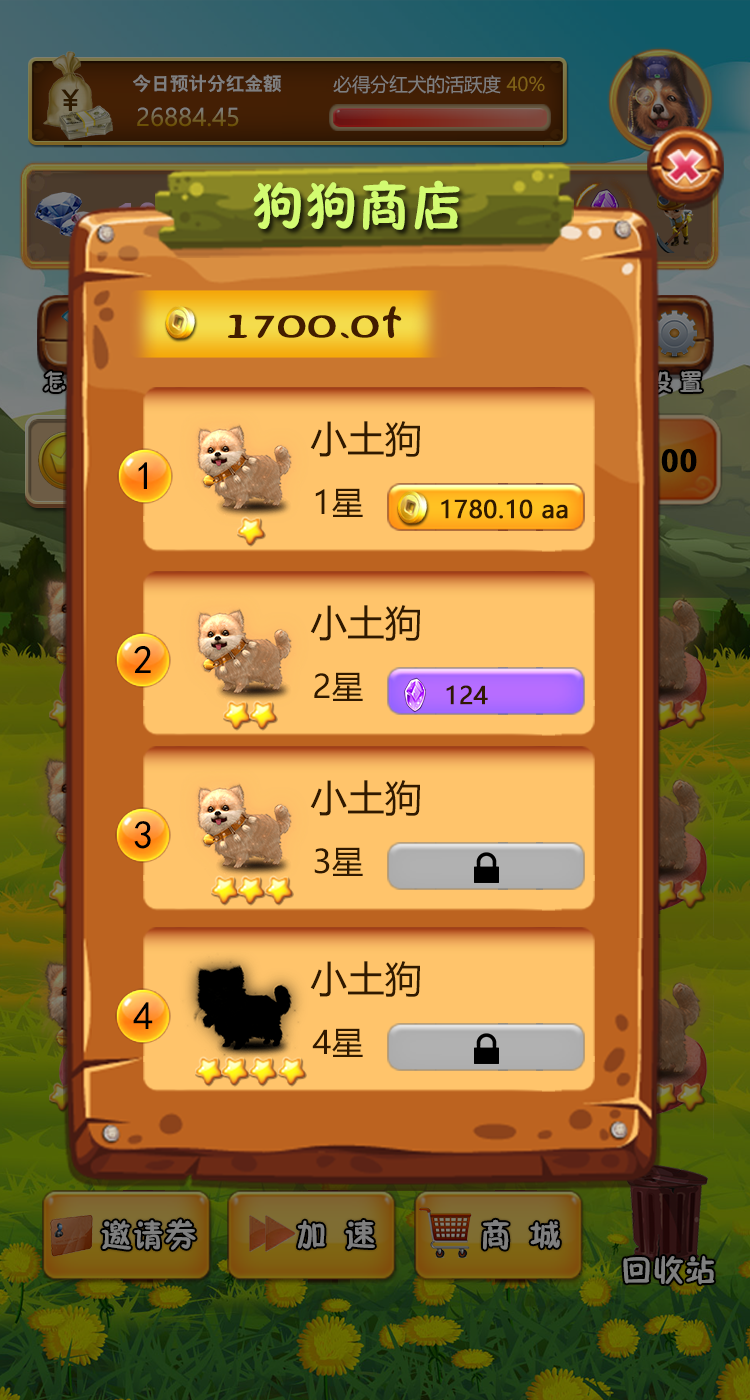 今日预计分红金额
必得分红犬的活跃度 40%
26884.45
¥
狗狗商店
1700.0f
怎
设置
00
1
小土狗
1星
1780.10 aa
2
小土狗
2星
124
3
小土狗
3星
4
小土狗
4星
邀请券
加 速
商 城
回收站